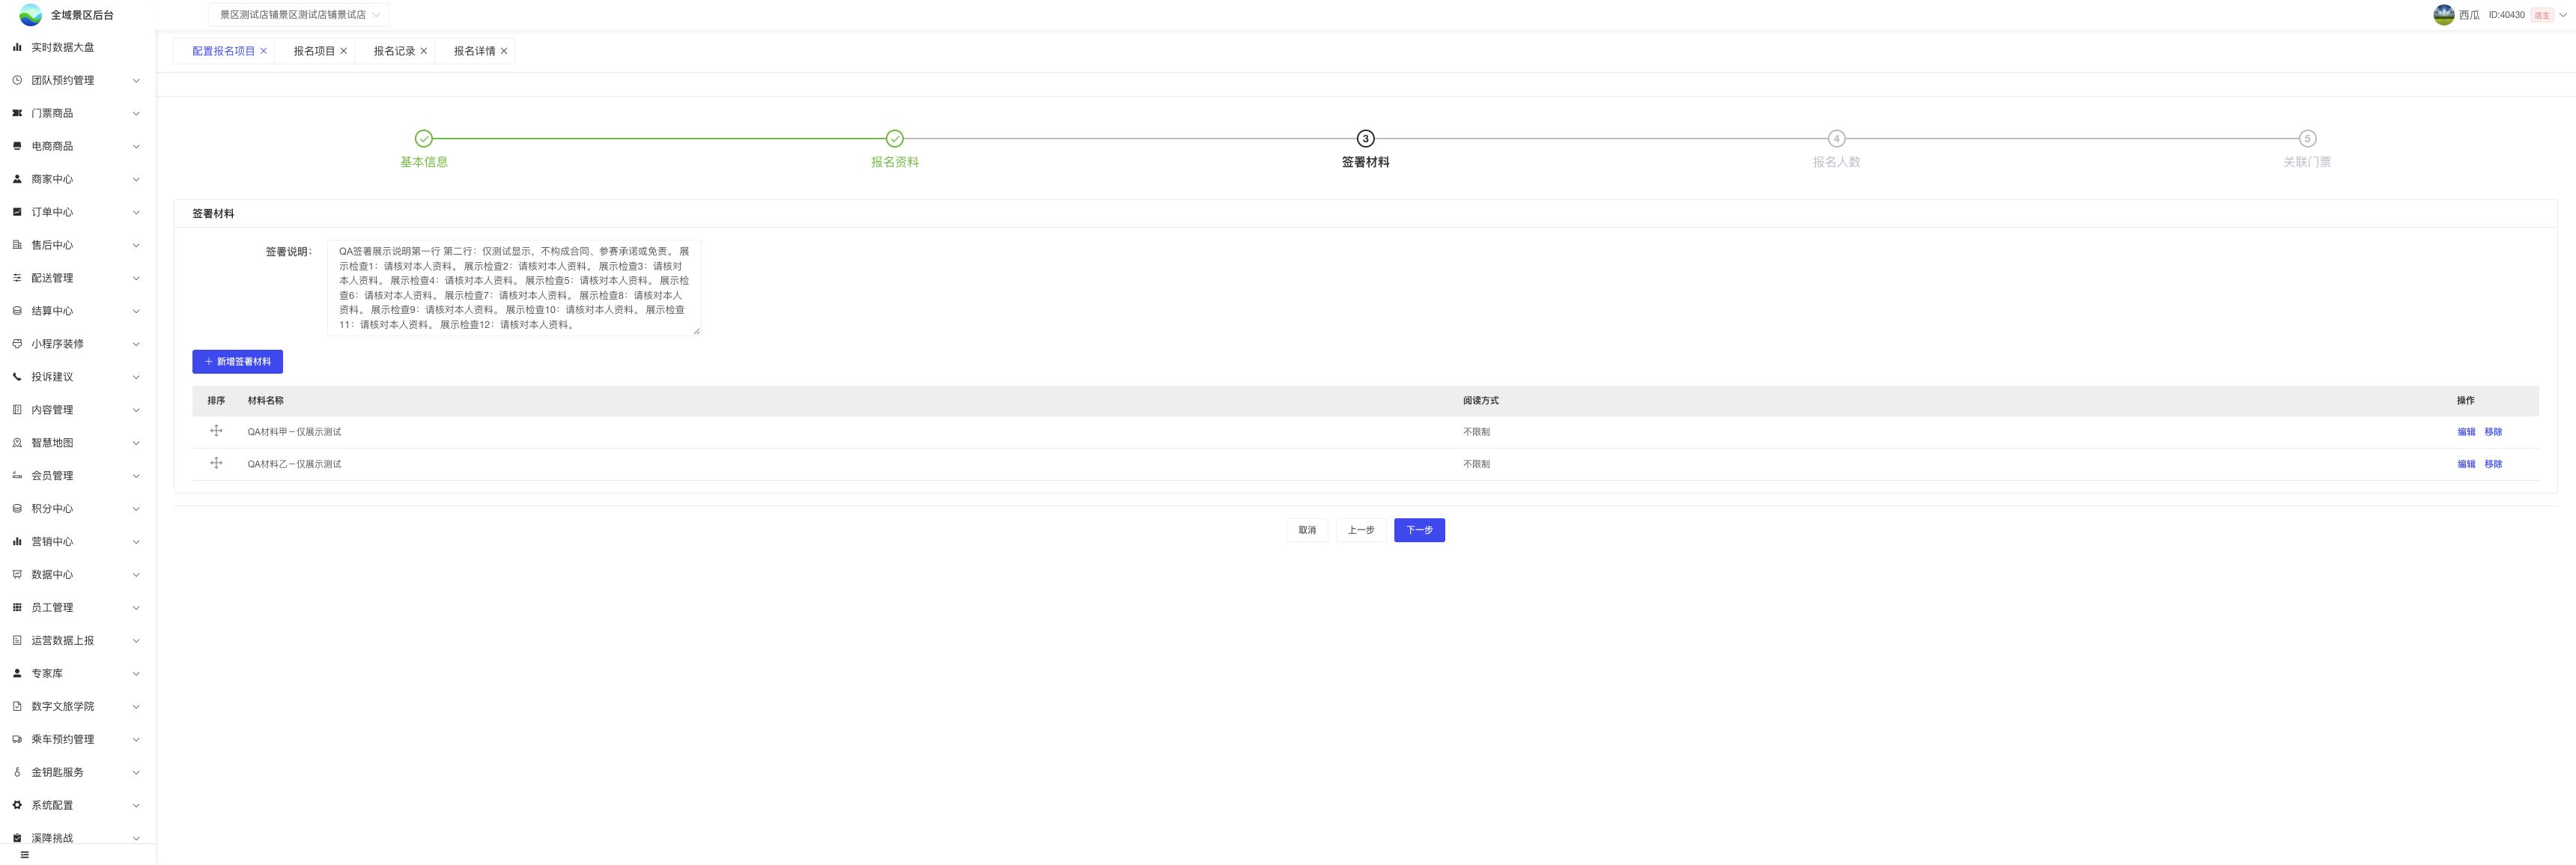 全域景区后台
景区测试店铺景区测试店铺景试店
西瓜 ID:40430 店主
实时数据大盘
团队预约管理
门票商品
电商商品
商家中心
订单中心
售后中心
配送管理
结算中心
小程序装修
投诉建议
内容管理
智慧地图
会员管理
积分中心
营销中心
数据中心
员工管理
运营数据上报
专家库
数字文旅学院
乘车预约管理
金钥匙服务
系统配置
溪降挑战
配置报名项目 报名项目 报名记录 报名详情
3 4 5
基本信息 报名资料 签署材料 报名人数 关联门票
签署材料
签署说明：
QA签署展示说明第一行 第二行：仅测试显示，不构成合同、参赛承诺或免责。 展
示检查1：请核对本人资料。 展示检查2：请核对本人资料。 展示检查3：请核对
本人资料。 展示检查4：请核对本人资料。 展示检查5：请核对本人资料。 展示检
查6：请核对本人资料。 展示检查7：请核对本人资料。 展示检查8：请核对本人
资料。 展示检查9：请核对本人资料。 展示检查10：请核对本人资料。 展示检查
11：请核对本人资料。 展示检查12：请核对本人资料。
新增签署材料
排序 材料名称 阅读方式 操作
QA材料甲－仅展示测试 不限制 编辑 移除
QA材料乙－仅展示测试 不限制 编辑 移除
取消 上一步 下一步